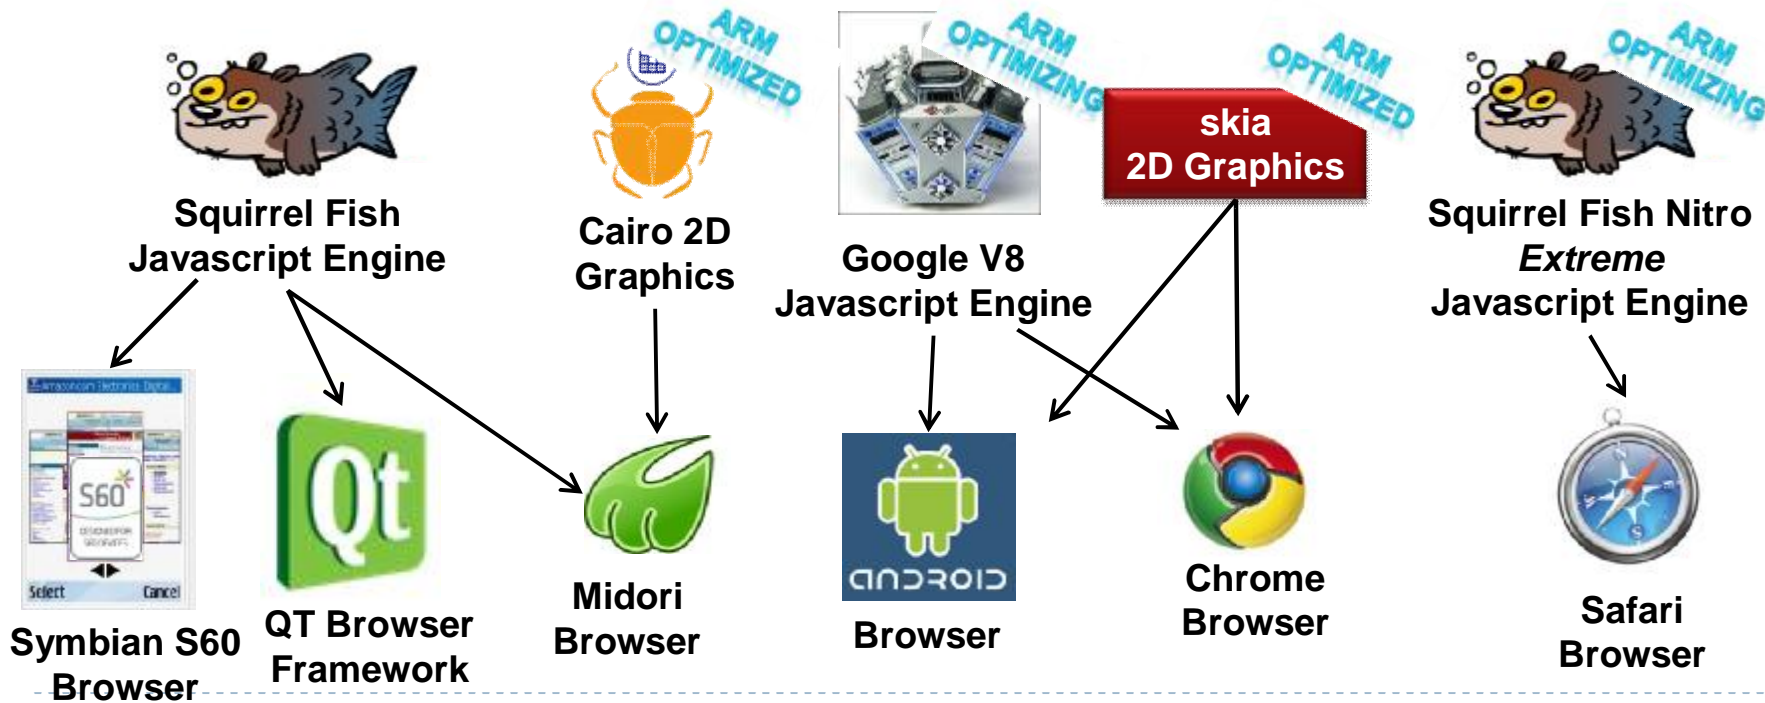 ARM
OPTIMIZED
ARM
OPTIMIZING
ARM
OPTIMIZED
ARM
OPTIMIZING
skia
2D Graphics
Squirrel Fish
Javascript Engine
Cairo 2D
Graphics
Google V8
Javascript Engine
Squirrel Fish Nitro
Extreme
Javascript Engine
S60
Select
Cancel
Qt
ANDROID
Symbian S60
Browser
QT Browser
Framework
Midori
Browser
Browser
Chrome
Browser
Safari
Browser